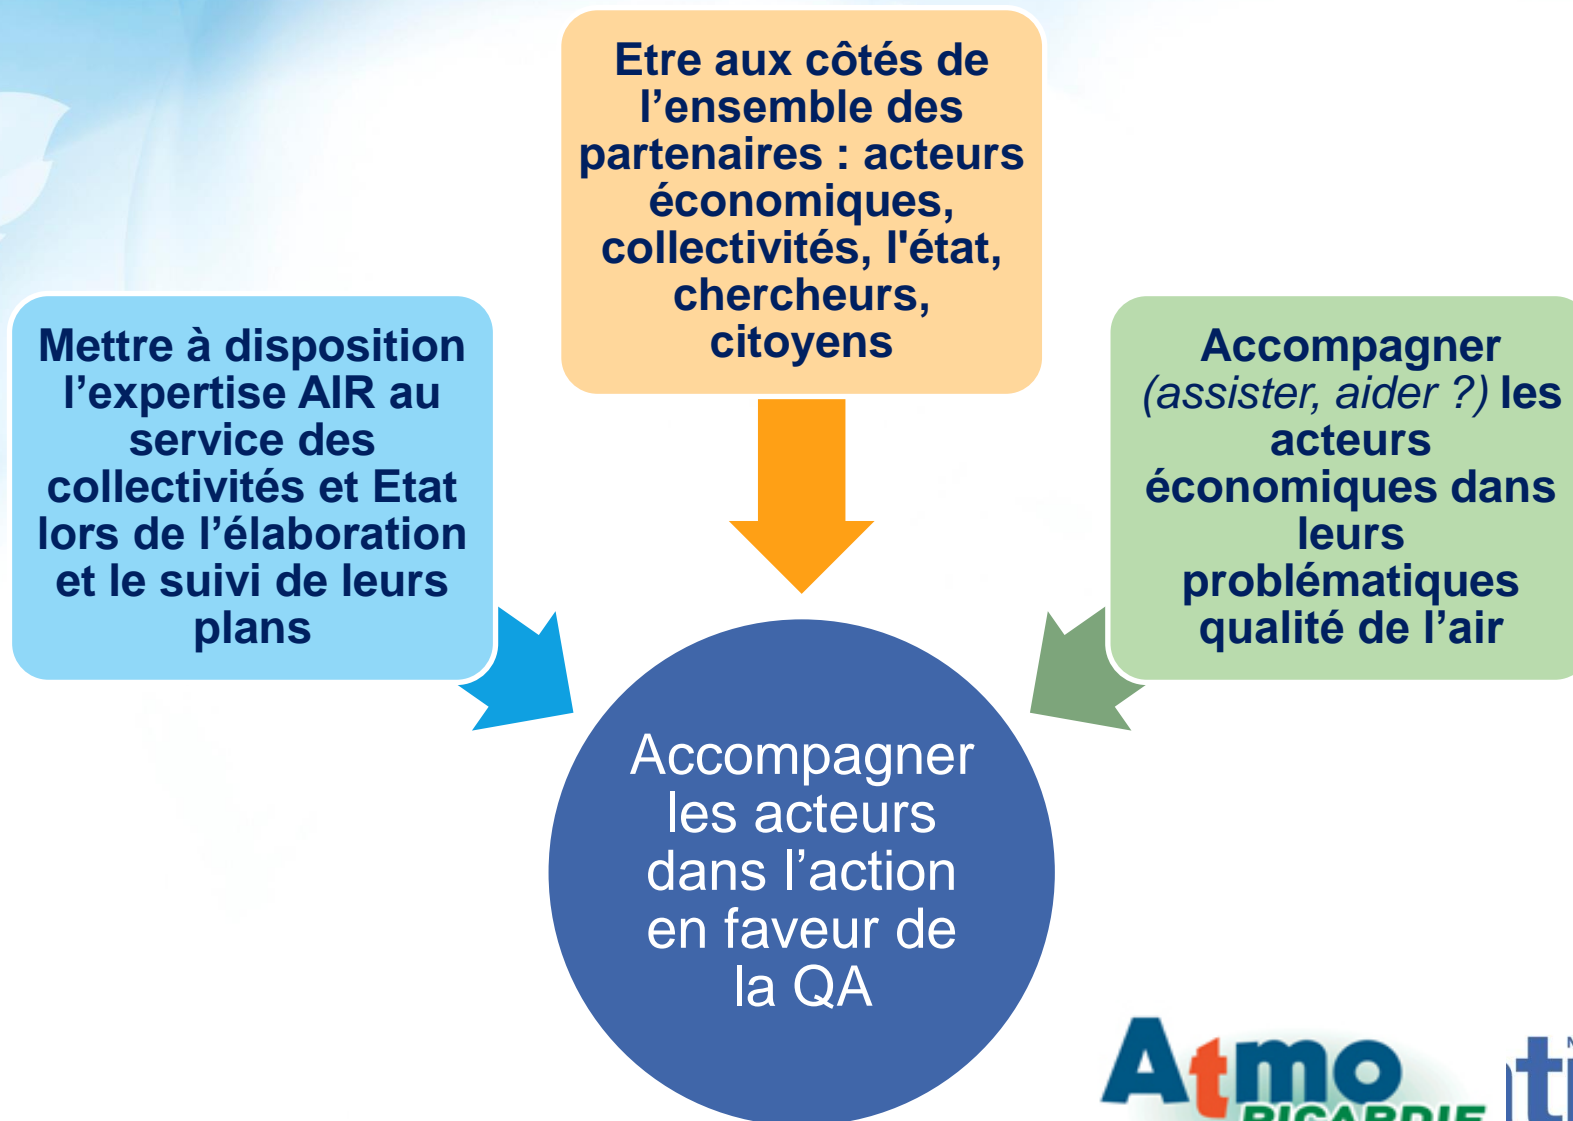 Etre aux côtés de
l’ensemble des
partenaires : acteurs
économiques,
collectivités, l'état,
chercheurs,
citoyens
Mettre à disposition
l’expertise AIR au
service des
collectivités et Etat
lors de l’élaboration
et le suivi de leurs
plans
Accompagner
(assister, aider ?) les
acteurs
économiques dans
leurs
problématiques
qualité de l’air
Accompagner
les acteurs
dans l’action
en faveur de
la QA
Atmo
PICARDIE